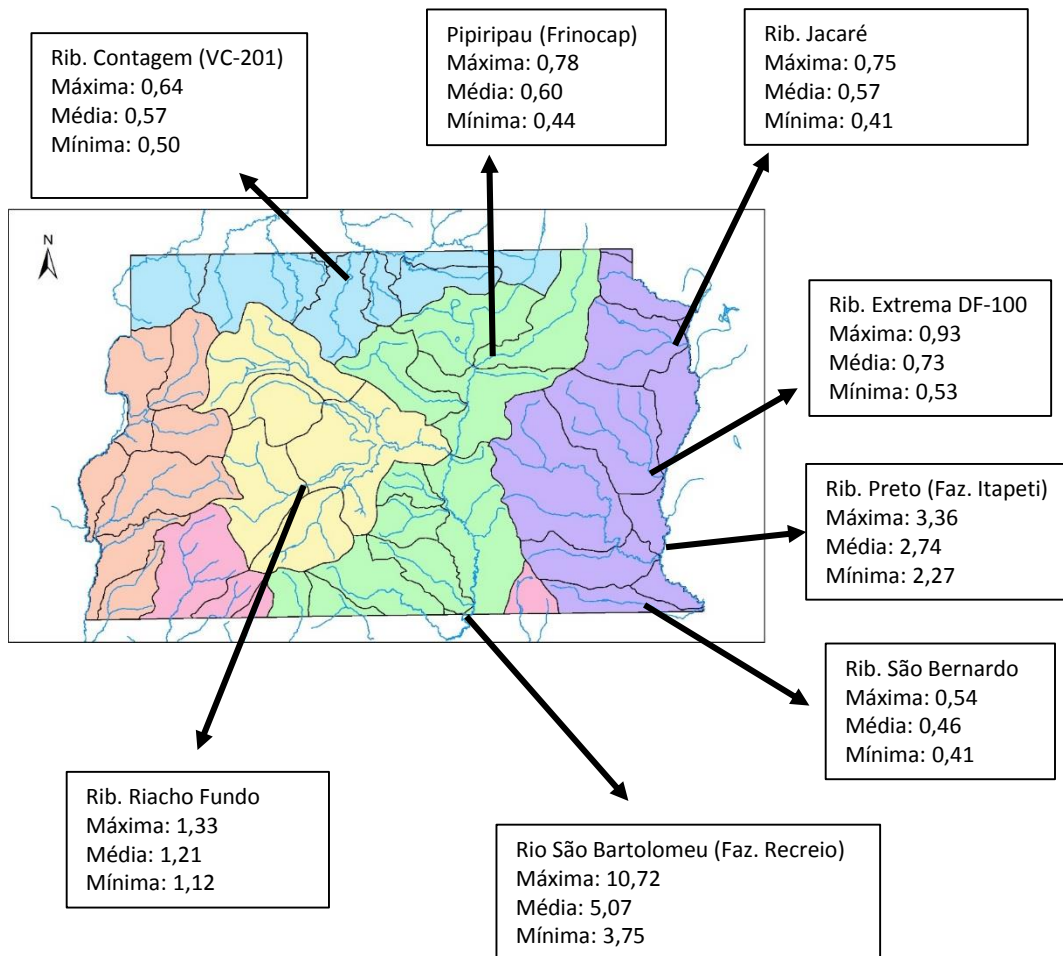 Rib. Contagem (VC-201)
Máxima: 0,64
Média: 0,57
Mínima: 0,50
Pipiripau (Frinocap)
Máxima: 0,78
Média: 0,60
Mínima: 0,44
Rib. Jacaré
Máxima: 0,75
Média: 0,57
Mínima: 0,41
N
Rib. Extrema DF-100
Máxima: 0,93
Média: 0,73
Mínima: 0,53
Rib. Preto (Faz. Itapeti)
Máxima: 3,36
Média: 2,74
Mínima: 2,27
Rib. São Bernardo
Máxima: 0,54
Média: 0,46
Mínima: 0,41
Rib. Riacho Fundo
Máxima: 1,33
Média: 1,21
Mínima: 1,12
Rio São Bartolomeu (Faz. Recreio)
Máxima: 10,72
Média: 5,07
Mínima: 3,75